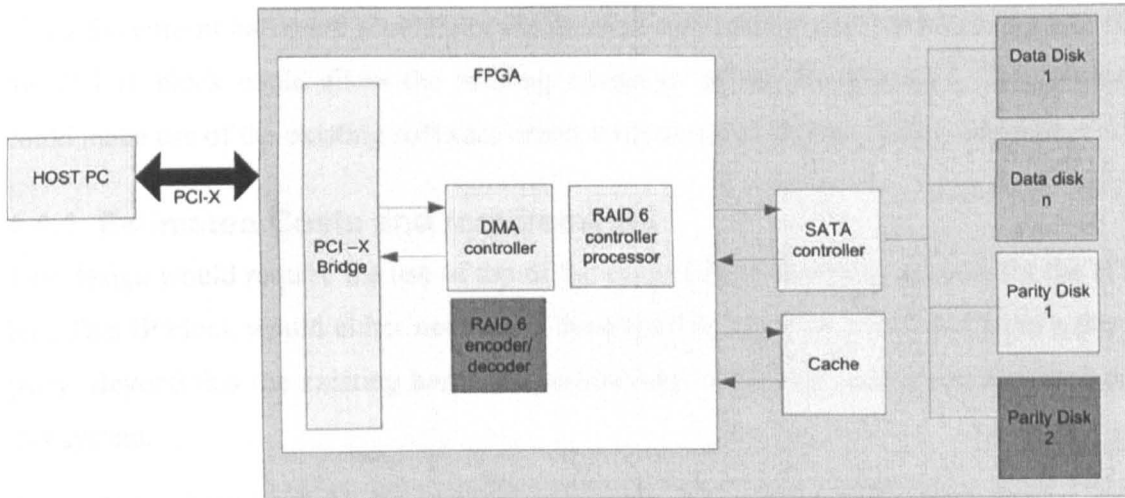 FPGA
HOST PC
PCI-X
PCI –X
Bridge
DMA
controller
RAID 6
controller
processor
RAID 6
encoder/
decoder
SATA
controller
Cache
Data Disk
1
Data disk
n
Parity Disk
1
Parity Disk
2